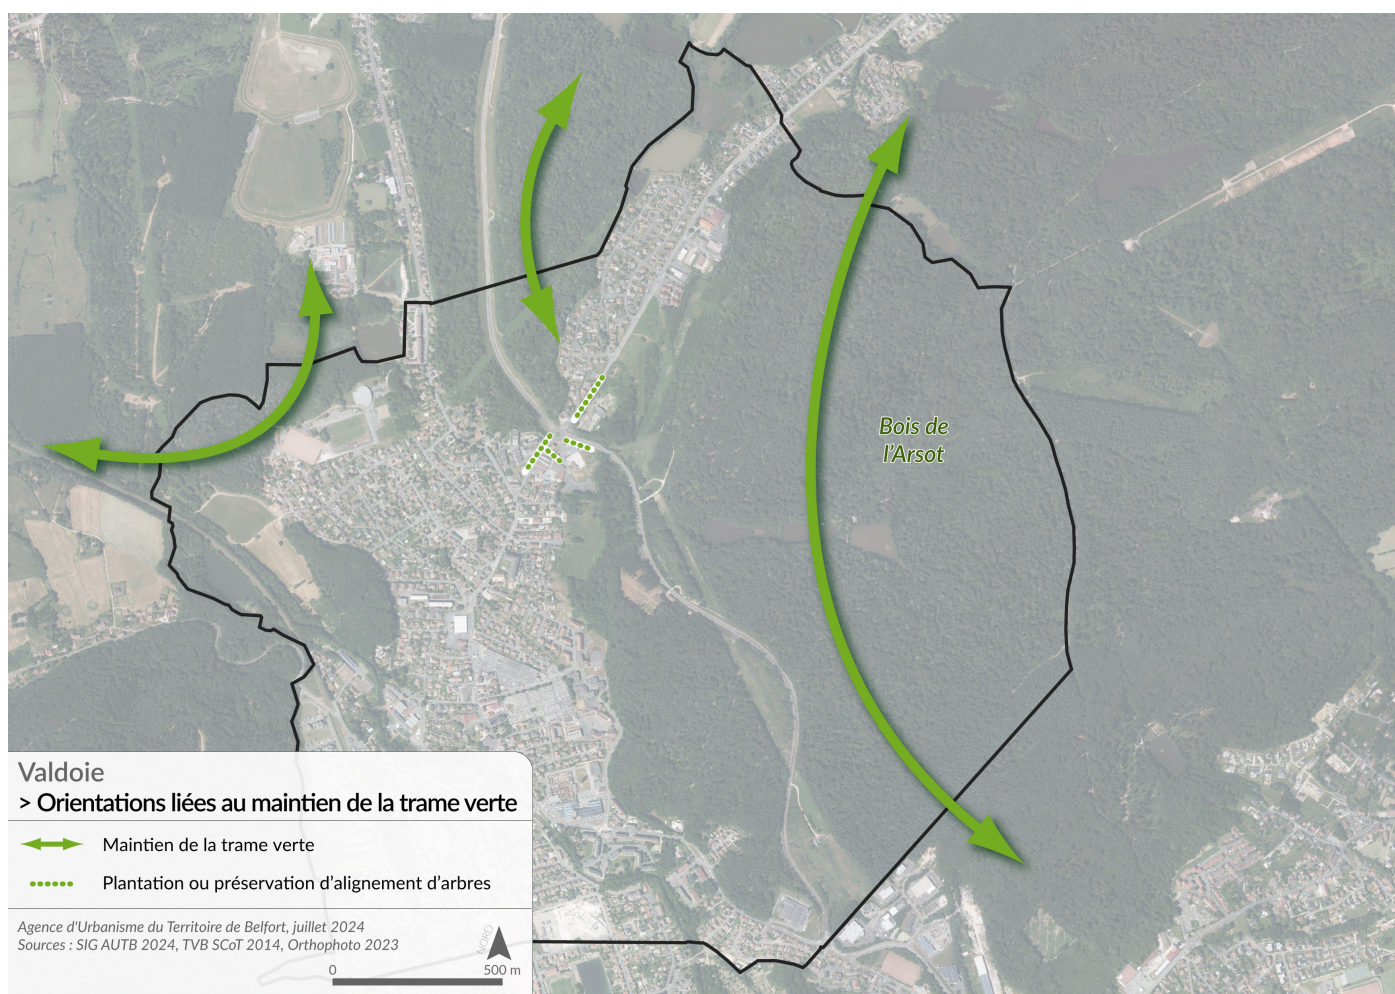 Bois de
l'Arsot
Valdoie
> Orientations liées au maintien de la trame verte
Maintien de la trame verte
Plantation ou préservation d'alignement d'arbres
Agence d'Urbanisme du Territoire de Belfort, juillet 2024
Sources : SIG AUTB 2024, TVB SCoT 2014, Orthophoto 2023
NORD
0 500 m